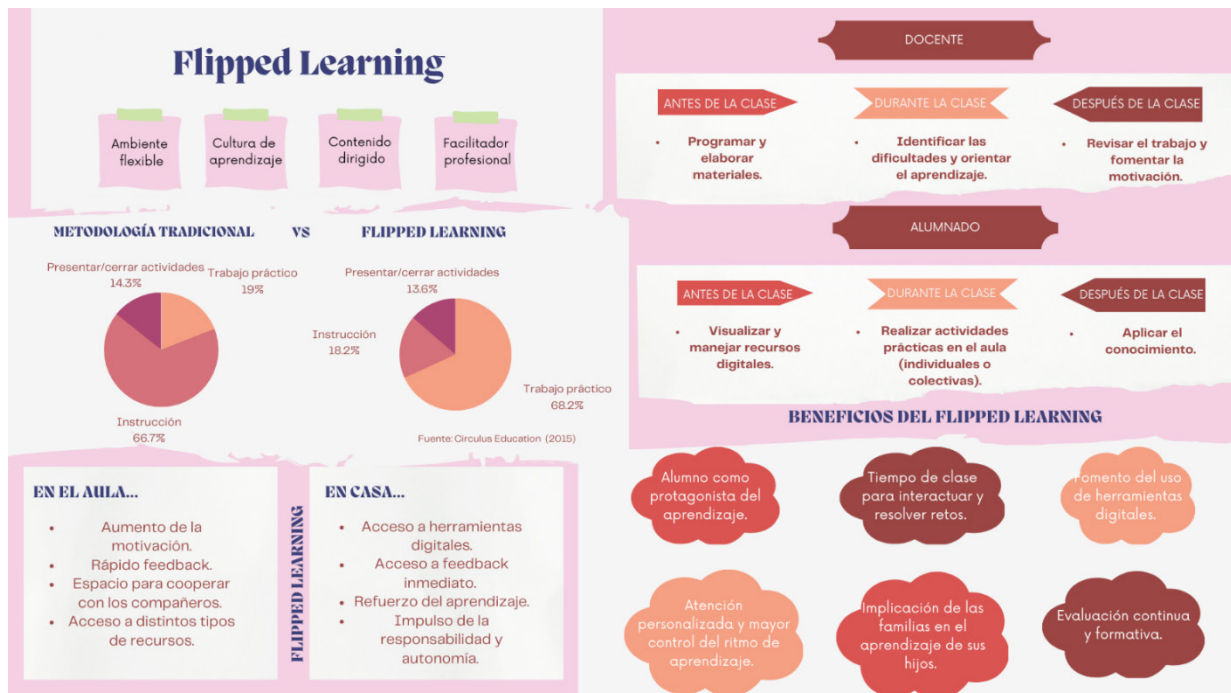 Flipped Learning
Ambiente
flexible
Cultura de
aprendizaje
Contenido
dirigido
Facilitador
profesional
METODOLOGÍA TRADICIONAL VS FLIPPED LEARNING
Presentar/cerrar actividades
14.3%
Trabajo práctico
19%
Instrucción
66.7%
Presentar/cerrar actividades
13.6%
Instrucción
18.2%
Trabajo práctico
68.2%
Fuente: Circulus Education (2015)
EN EL AULA...
• Aumento de la
motivación.
• Rápido feedback.
• Espacio para cooperar
con los compañeros.
• Acceso a distintos tipos
de recursos.
FLIPPED LEARNING
EN CASA...
• Acceso a herramientas
digitales.
• Acceso a feedback
inmediato.
• Refuerzo del aprendizaje.
• Impulso de la
responsabilidad y
autonomía.
DOCENTE
ANTES DE LA CLASE
• Programar y
elaborar
materiales.
DURANTE LA CLASE
• Identificar las
dificultades y orientar
el aprendizaje.
DESPUÉS DE LA CLASE
• Revisar el trabajo y
fomentar la
motivación.
ALUMNADO
ANTES DE LA CLASE
• Visualizar y
manejar recursos
digitales.
DURANTE LA CLASE
• Realizar actividades
prácticas en el aula
(individuales o
colectivas).
DESPUÉS DE LA CLASE
• Aplicar el
conocimiento.
BENEFICIOS DEL FLIPPED LEARNING
Alumno como
protagonista del
aprendizaje.
Tiempo de clase
para interactuar y
resolver retos.
Fomento del uso
de herramientas
digitales.
Atención
personalizada y mayor
control del ritmo de
aprendizaje.
Implicación de las
familias en el
aprendizaje de sus
hijos.
Evaluación continua
y formativa.